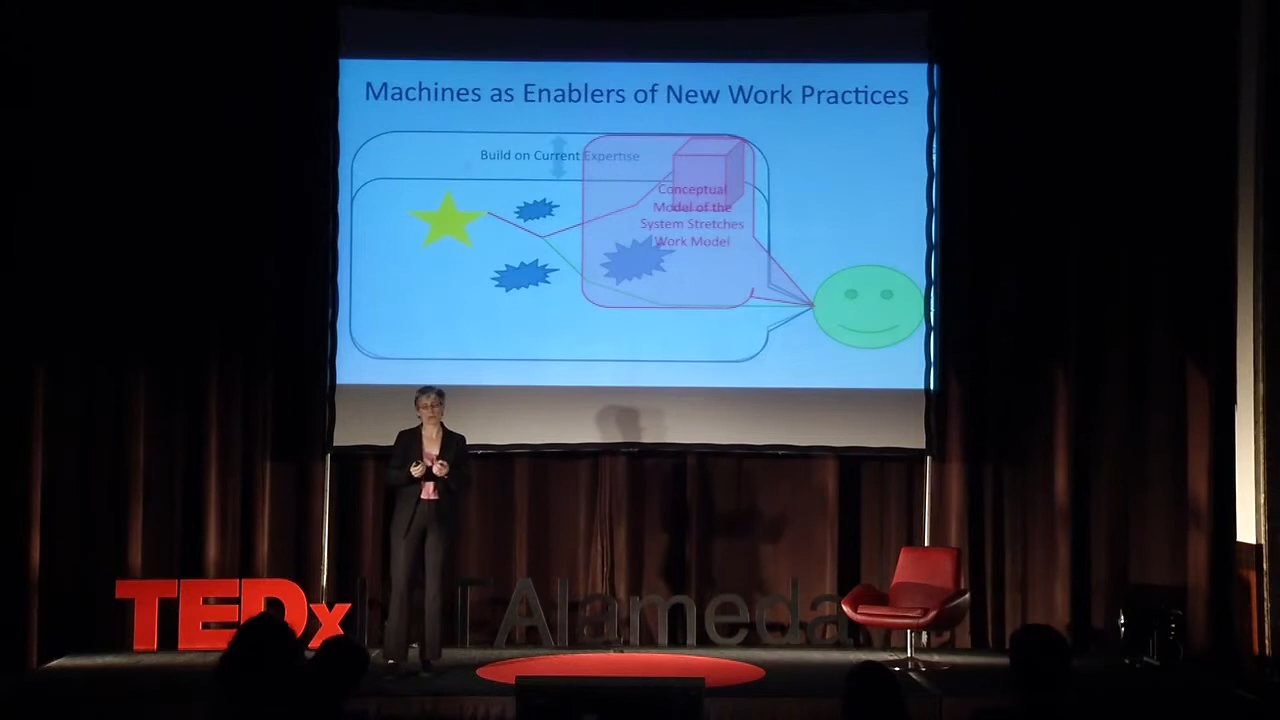 Machines as Enablers of New Work Practices
Build on Current Expertise
Conceptual
Model of the
System Stretches
Work Model
TEDx
Alameda